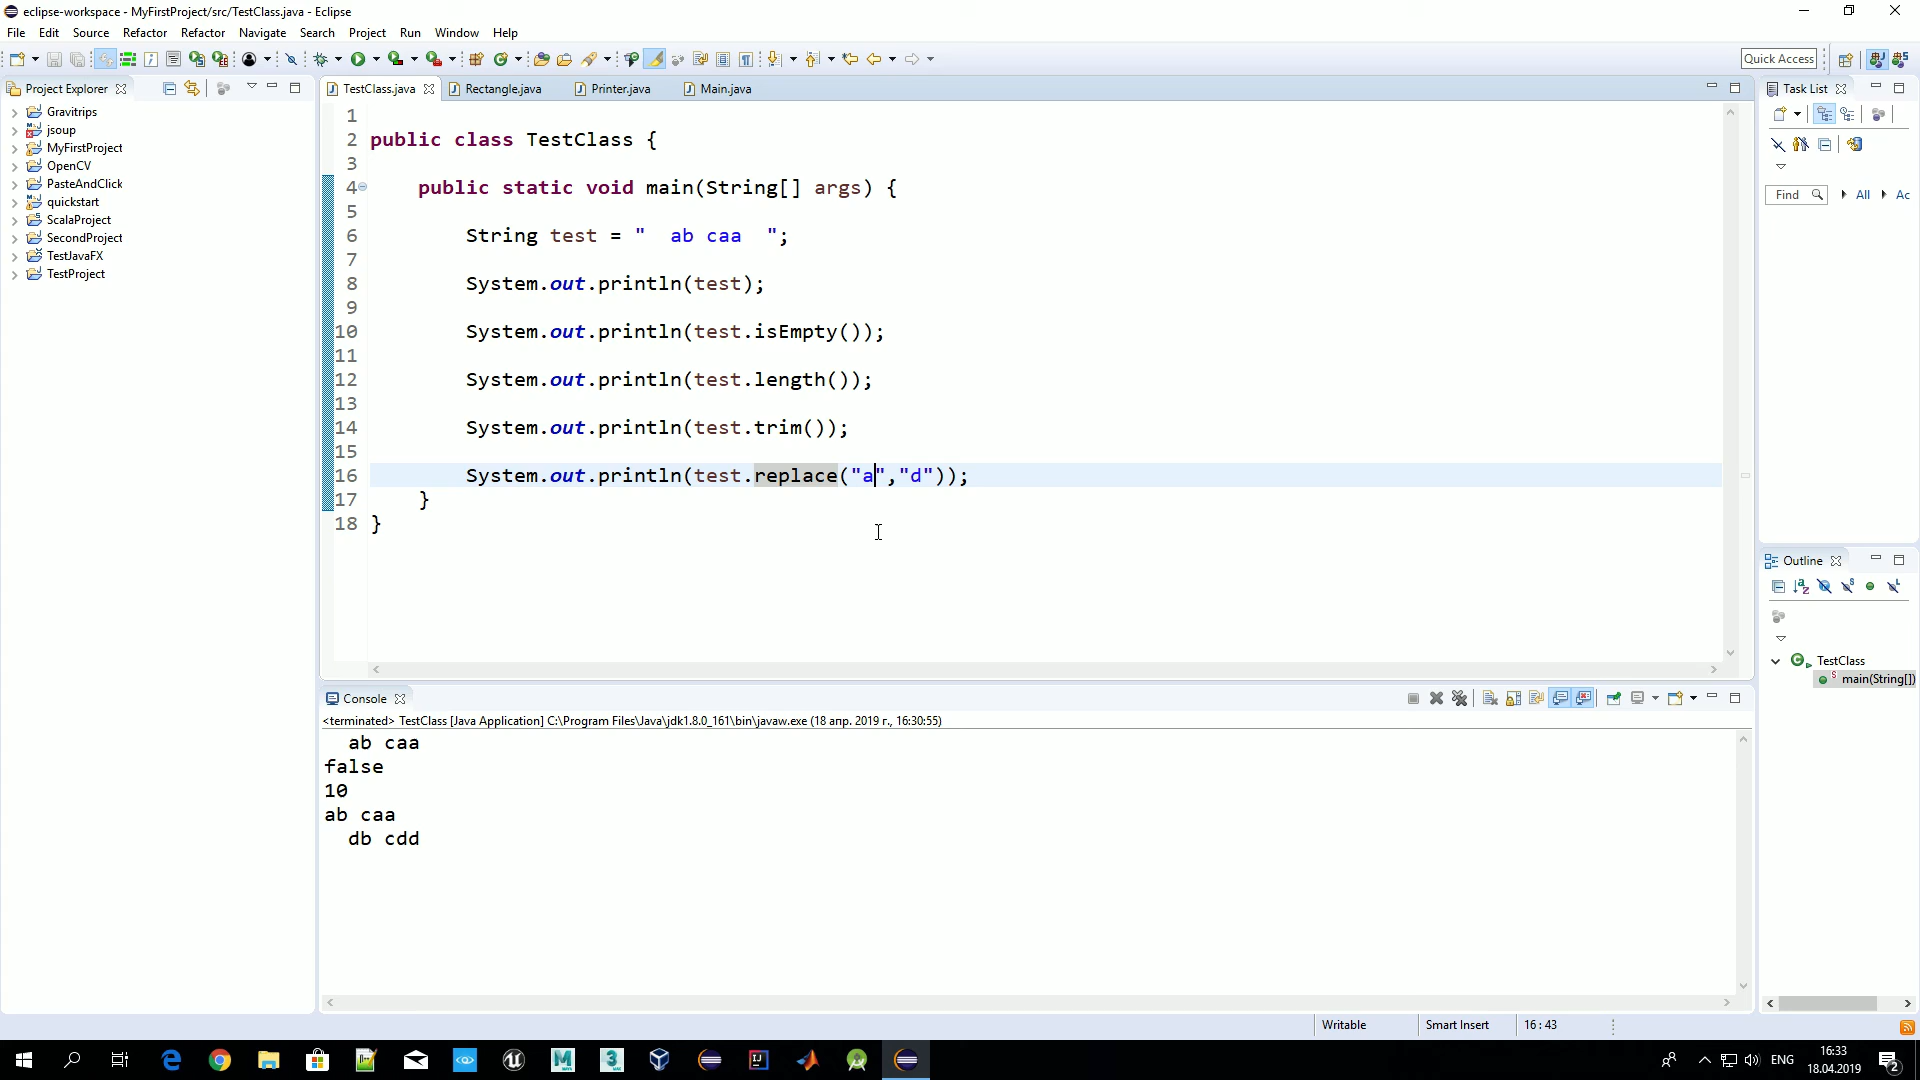 eclipse-workspace - MyFirstProject/src/TestClass.java - Eclipse
File Edit Source Refactor Refactor Navigate Search Project Run Window Help
Quick Access
Project Explorer
Gravitrips
jsoup
MyFirstProject
OpenCV
PasteAndClick
quickstart
ScalaProject
SecondProject
TestJavaFX
TestProject
TestClass.java Rectangle.java Printer.java Main.java
1
2 public class TestClass {
3
4 public static void main(String[] args) {
5
6 String test = "  ab caa  ";
7
8 System.out.println(test);
9
10 System.out.println(test.isEmpty());
11
12 System.out.println(test.length());
13
14 System.out.println(test.trim());
15
16 System.out.println(test.replace("a","d"));
17 }
18 }
Task List
Find All Ac
Outline
TestClass
main(String[])
Console
<terminated> TestClass [Java Application] C:\Program Files\Java\jdk1.8.0_161\bin\javaw.exe (18 апр. 2019 г., 16:30:55)
  ab caa
false
10
ab caa
  db cdd
Writable Smart Insert 16 : 43
ENG
16:33
18.04.2019
2